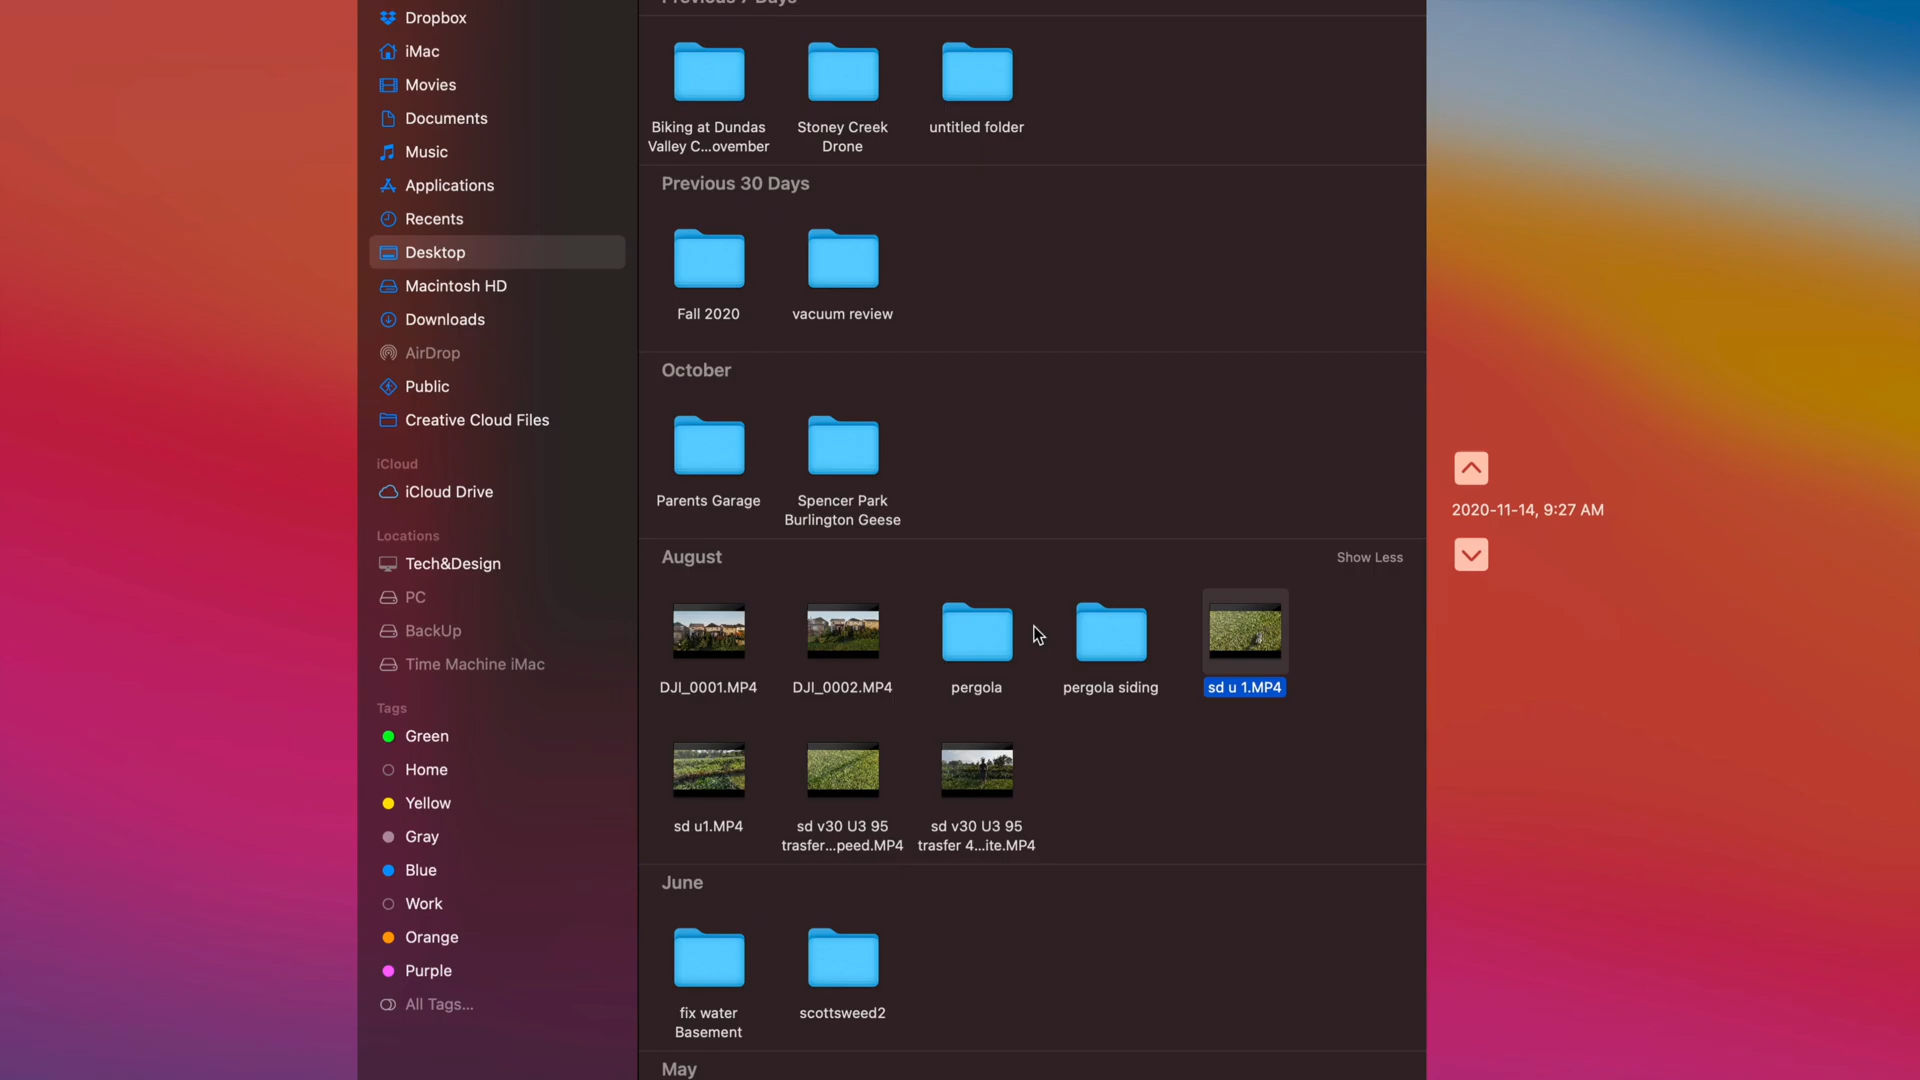 Dropbox
iMac
Movies
Documents
Music
Applications
Recents
Desktop
Macintosh HD
Downloads
AirDrop
Public
Creative Cloud Files
iCloud
iCloud Drive
Locations
Tech&Design
PC
BackUp
Time Machine iMac
Tags
Green
Home
Yellow
Gray
Blue
Work
Orange
Purple
All Tags...
Previous 7 Days
Biking at Dundas
Valley C...ovember
Stoney Creek
Drone
untitled folder
Previous 30 Days
Fall 2020
vacuum review
October
Parents Garage
Spencer Park
Burlington Geese
August
Show Less
DJI_0001.MP4
DJI_0002.MP4
pergola
pergola siding
sd u 1.MP4
sd u1.MP4
sd v30 U3 95
trasfer...peed.MP4
sd v30 U3 95
trasfer 4...ite.MP4
June
fix water
Basement
scottsweed2
May
2020-11-14, 9:27 AM